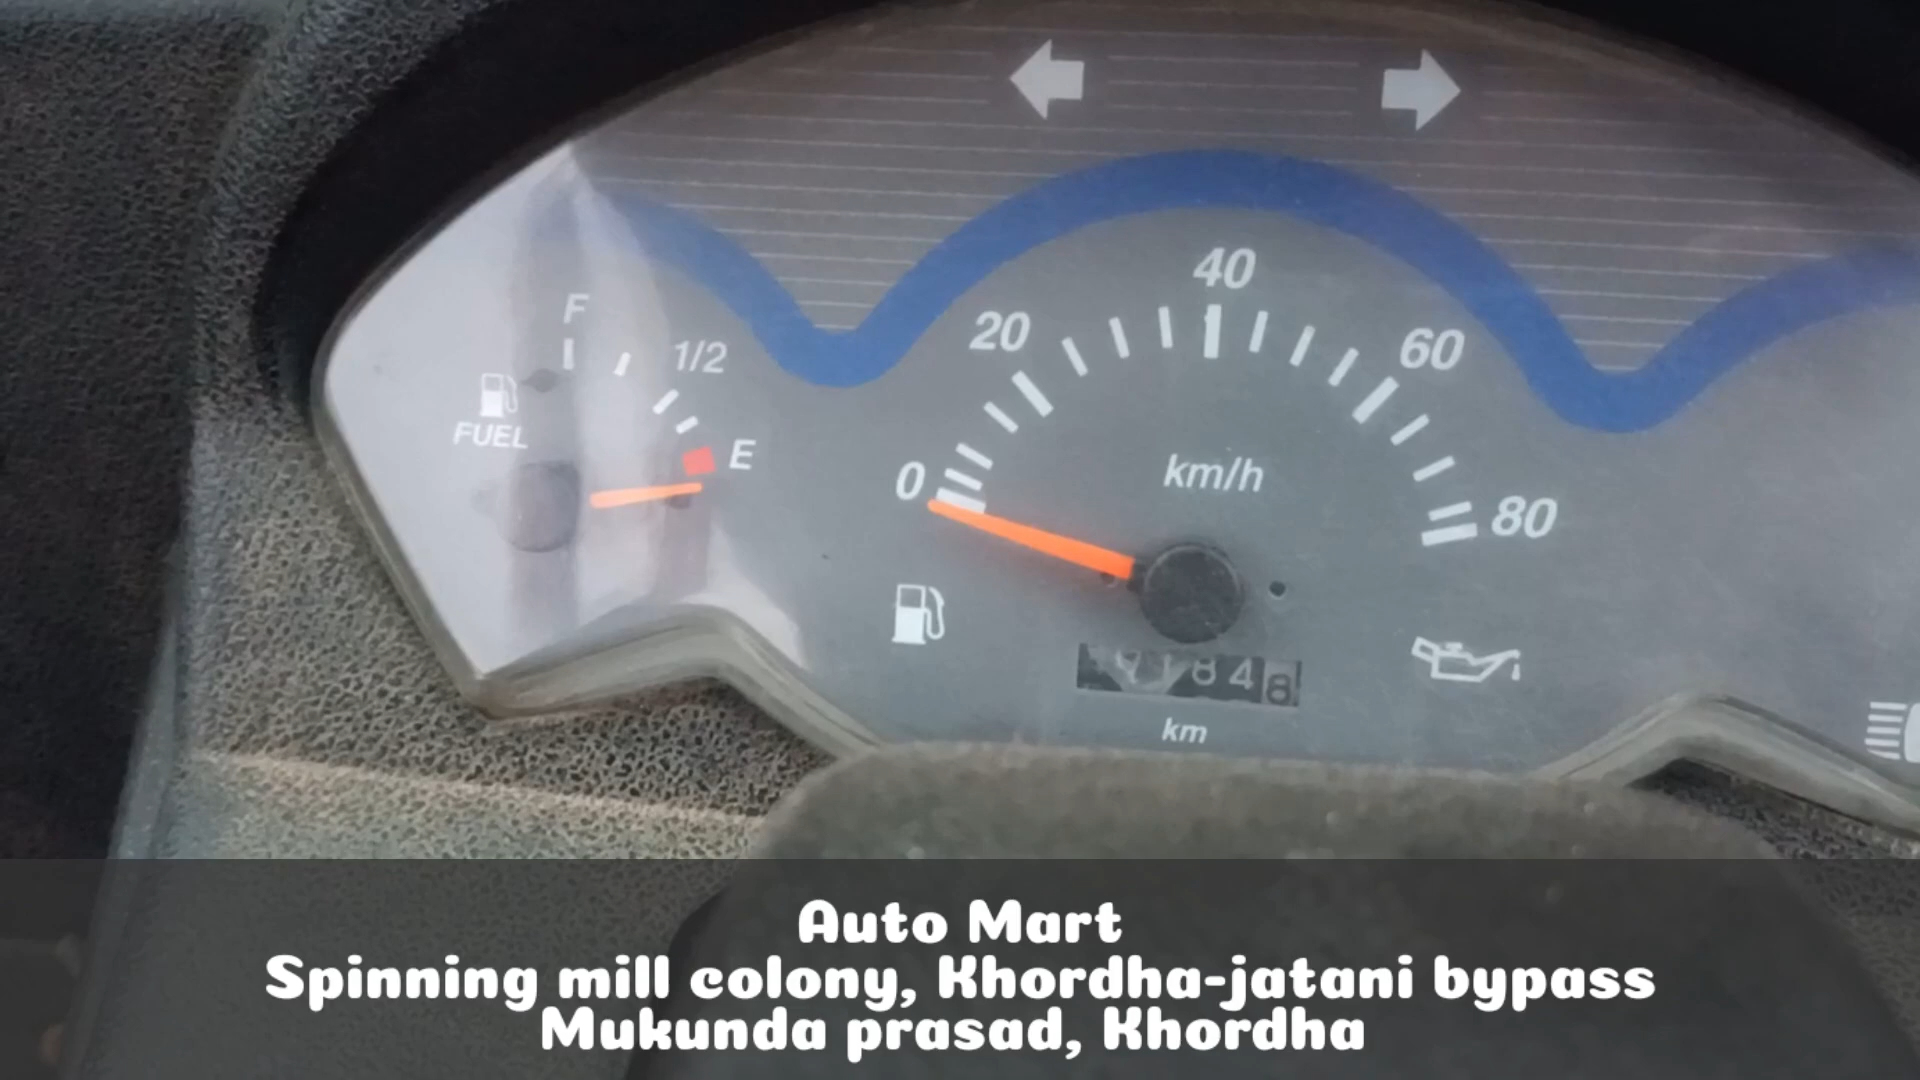 F
1/2
FUEL
E
0
20
40
60
80
km/h
km
Auto Mart
Spinning mill colony, Khordha-jatani bypass
Mukunda prasad, Khordha